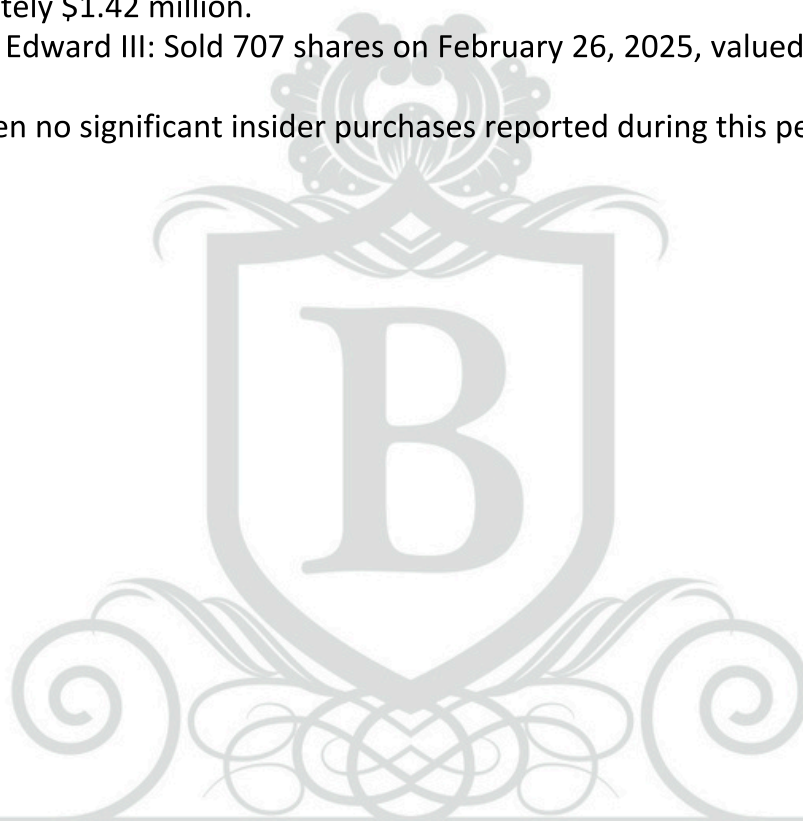 tely $1.42 million.
Edward III: Sold 707 shares on February 26, 2025, valued
en no significant insider purchases reported during this pe
B